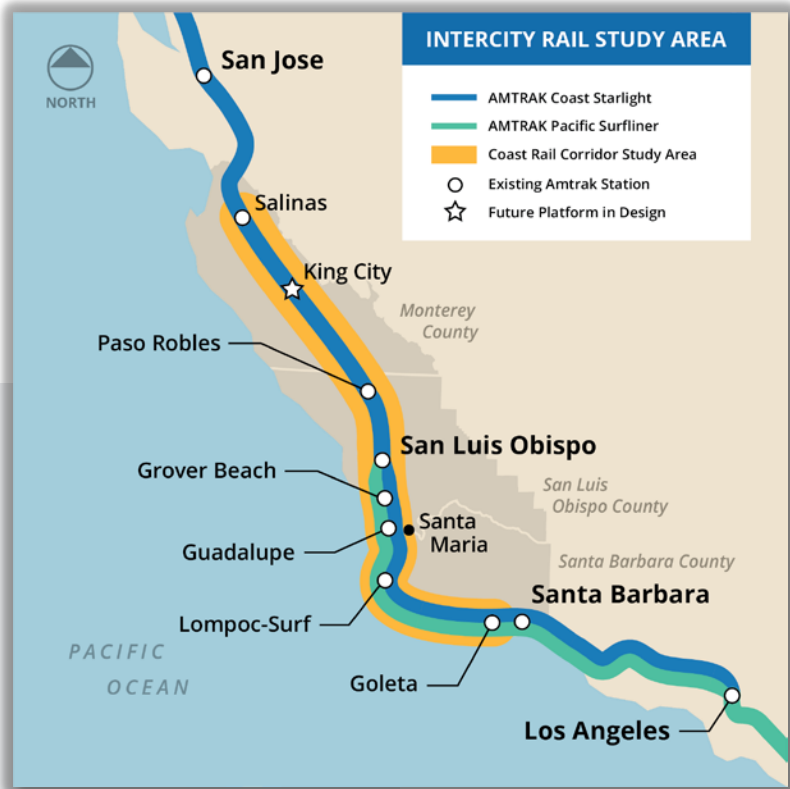 INTERCITY RAIL STUDY AREA
AMTRAK Coast Starlight
AMTRAK Pacific Surfliner
Coast Rail Corridor Study Area
Existing Amtrak Station
Future Platform in Design
NORTH
San Jose
Salinas
King City
Monterey
County
Paso Robles
San Luis Obispo
Grover Beach
San Luis
Obispo County
Santa
Maria
Guadalupe
Santa Barbara County
Santa Barbara
Lompoc-Surf
PACIFIC
OCEAN
Goleta
Los Angeles